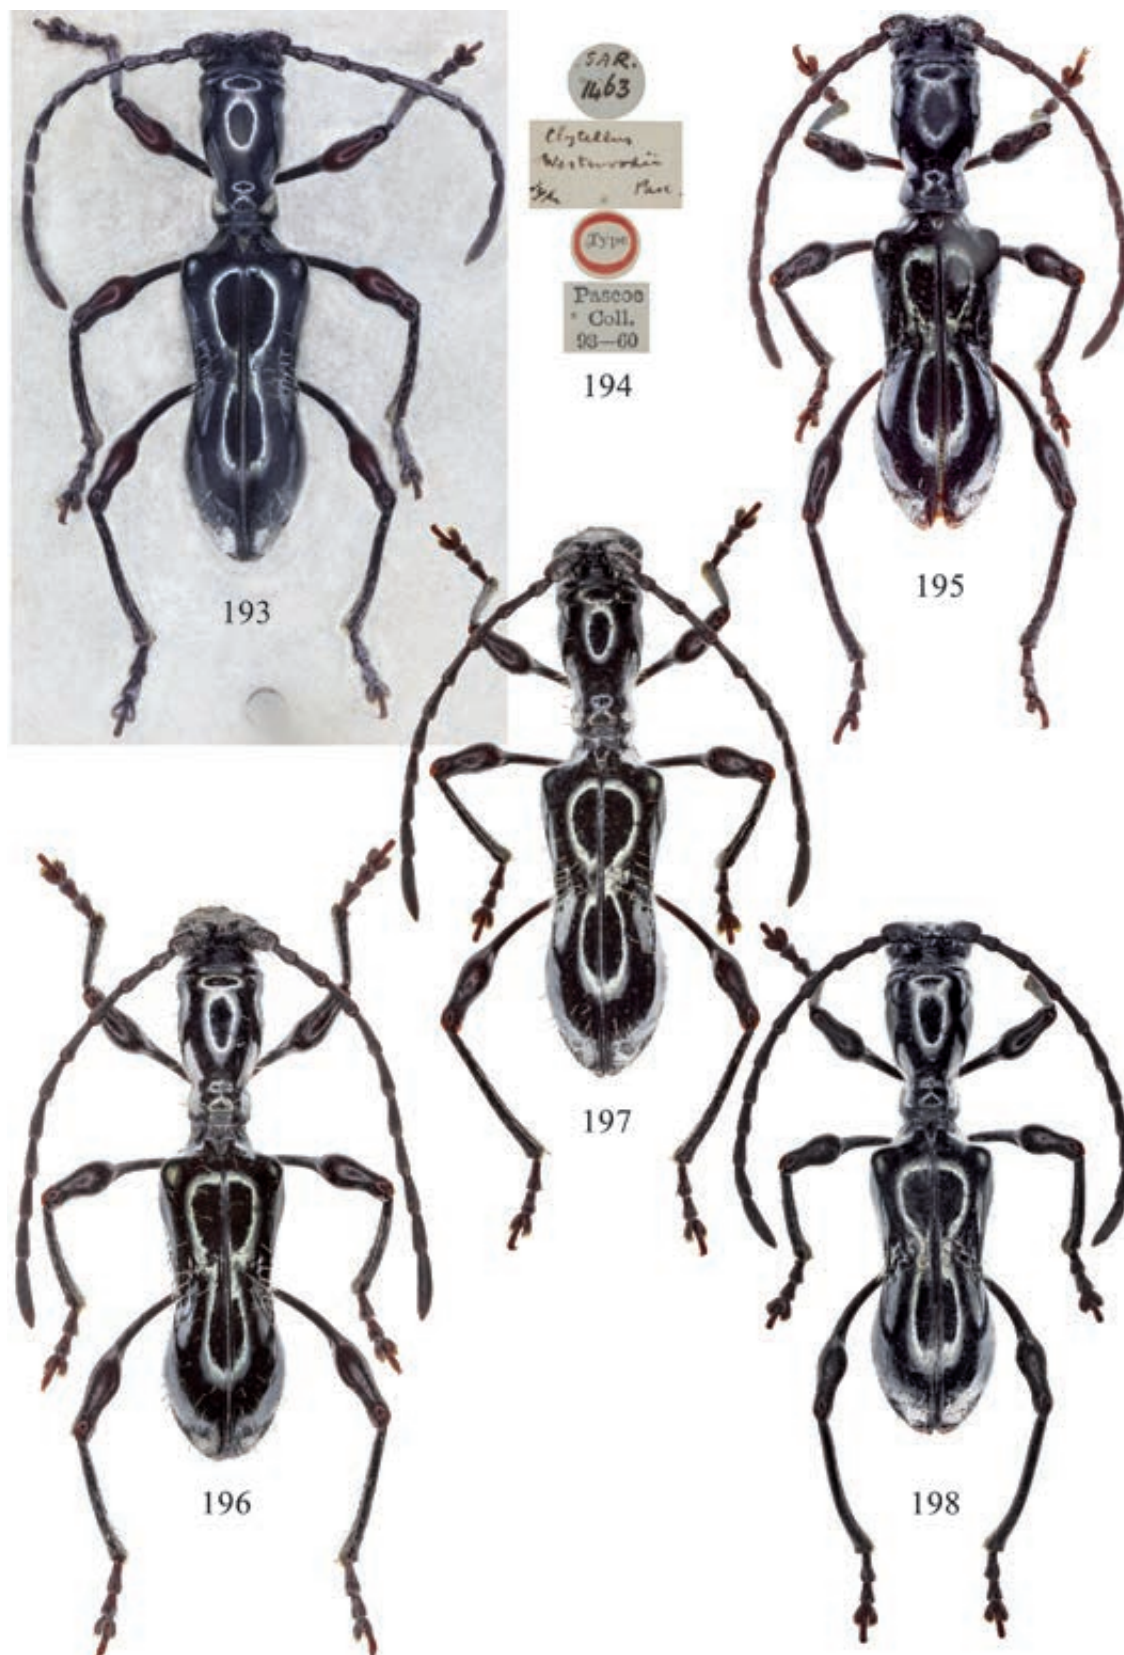 SAR.
1463
Clytellus
Westwoodii
Pasc.
Type
Pascoe
Coll.
93—60
194
195
193
197
196
198